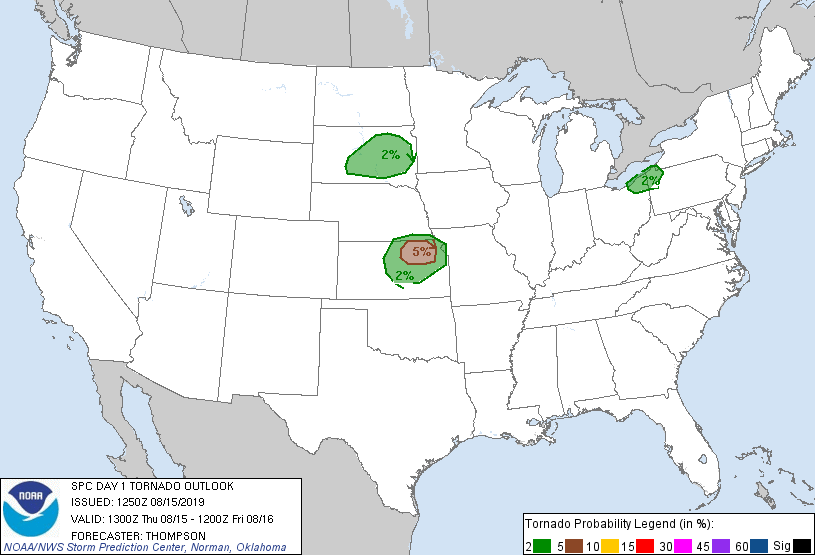 2%
2%
5%
2%
NOAA
SPC DAY 1 TORNADO OUTLOOK
ISSUED: 1250Z 08/15/2019
VALID: 1300Z Thu 08/15 - 1200Z Fri 08/16
FORECASTER: THOMPSON
NOAA/NWS Storm Prediction Center, Norman, Oklahoma
Tornado Probability Legend (in %):
2 5 10 15 30 45 60 Sig